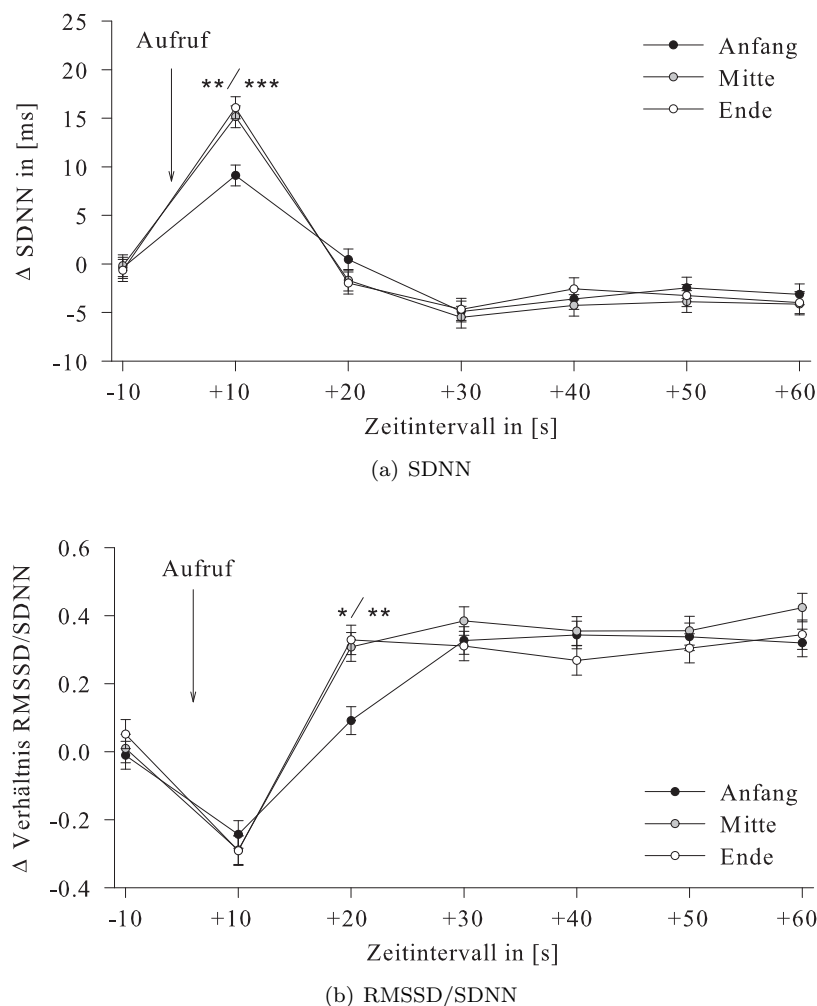 25
Aufruf
Anfang
20
**/***
Mitte
Ende
15
10
5
0
-5
-10
Δ SDNN in [ms]
-10 +10 +20 +30 +40 +50 +60
Zeitintervall in [s]
(a) SDNN
0.6
Aufruf
*/**
0.4
0.2
0.0
-0.2
-0.4
Anfang
Mitte
Ende
Δ Verhältnis RMSSD/SDNN
-10 +10 +20 +30 +40 +50 +60
Zeitintervall in [s]
(b) RMSSD/SDNN